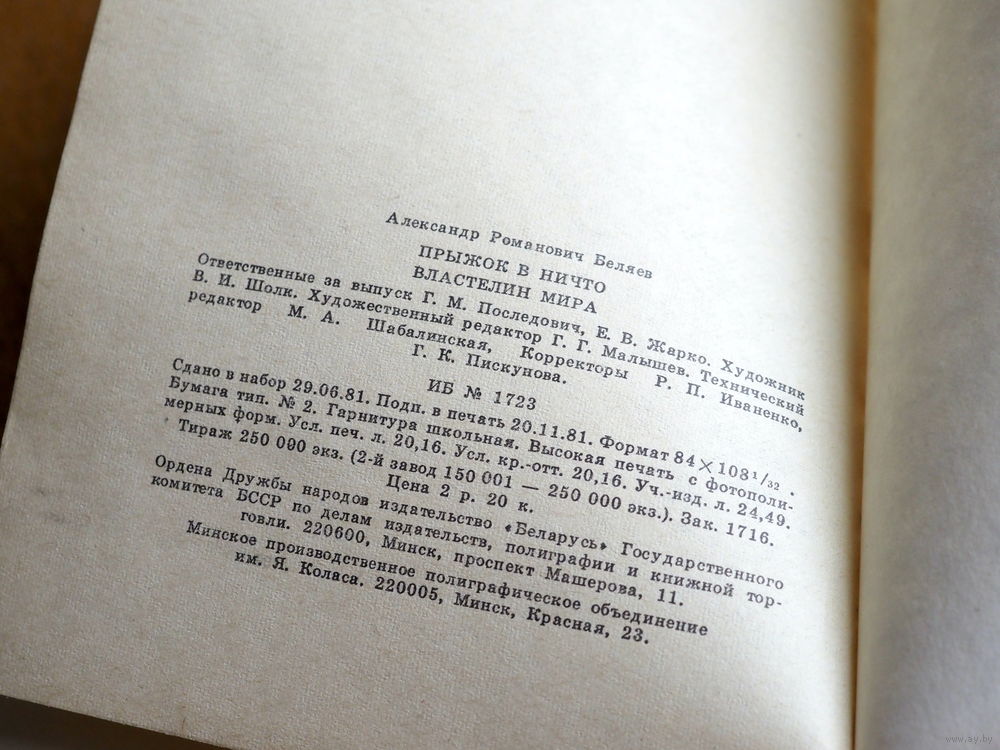 Александр Романович Беляев
ПРЫЖОК В НИЧТО
ВЛАСТЕЛИН МИРА
Ответственные за выпуск Г. М. Последович, Е. В. Жарко. Художник
В. И. Шолк. Художественный редактор Г. Г. Малышев. Технический
редактор М. А. Шабалинская, Корректоры Р. П. Иваненко,
Г. К. Пискунова.
ИБ № 1723
Сдано в набор 29.06.81. Подп. в печать 20.11.81. Формат 84×108 1/32.
Бумага тип. № 2. Гарнитура школьная. Высокая печать с фотополи-
мерных форм. Усл. печ. л. 20,16. Усл. кр.-отт. 20,16. Уч.-изд. л. 24,49.
Тираж 250 000 экз. (2-й завод 150 001 — 250 000 экз.). Зак. 1716.
Цена 2 р. 20 к.
Ордена Дружбы народов издательство «Беларусь» Государственного
комитета БССР по делам издательств, полиграфии и книжной тор-
говли. 220600, Минск, проспект Машерова, 11.
Минское производственное полиграфическое объединение
им. Я. Коласа. 220005, Минск, Красная, 23.
www.ay.by